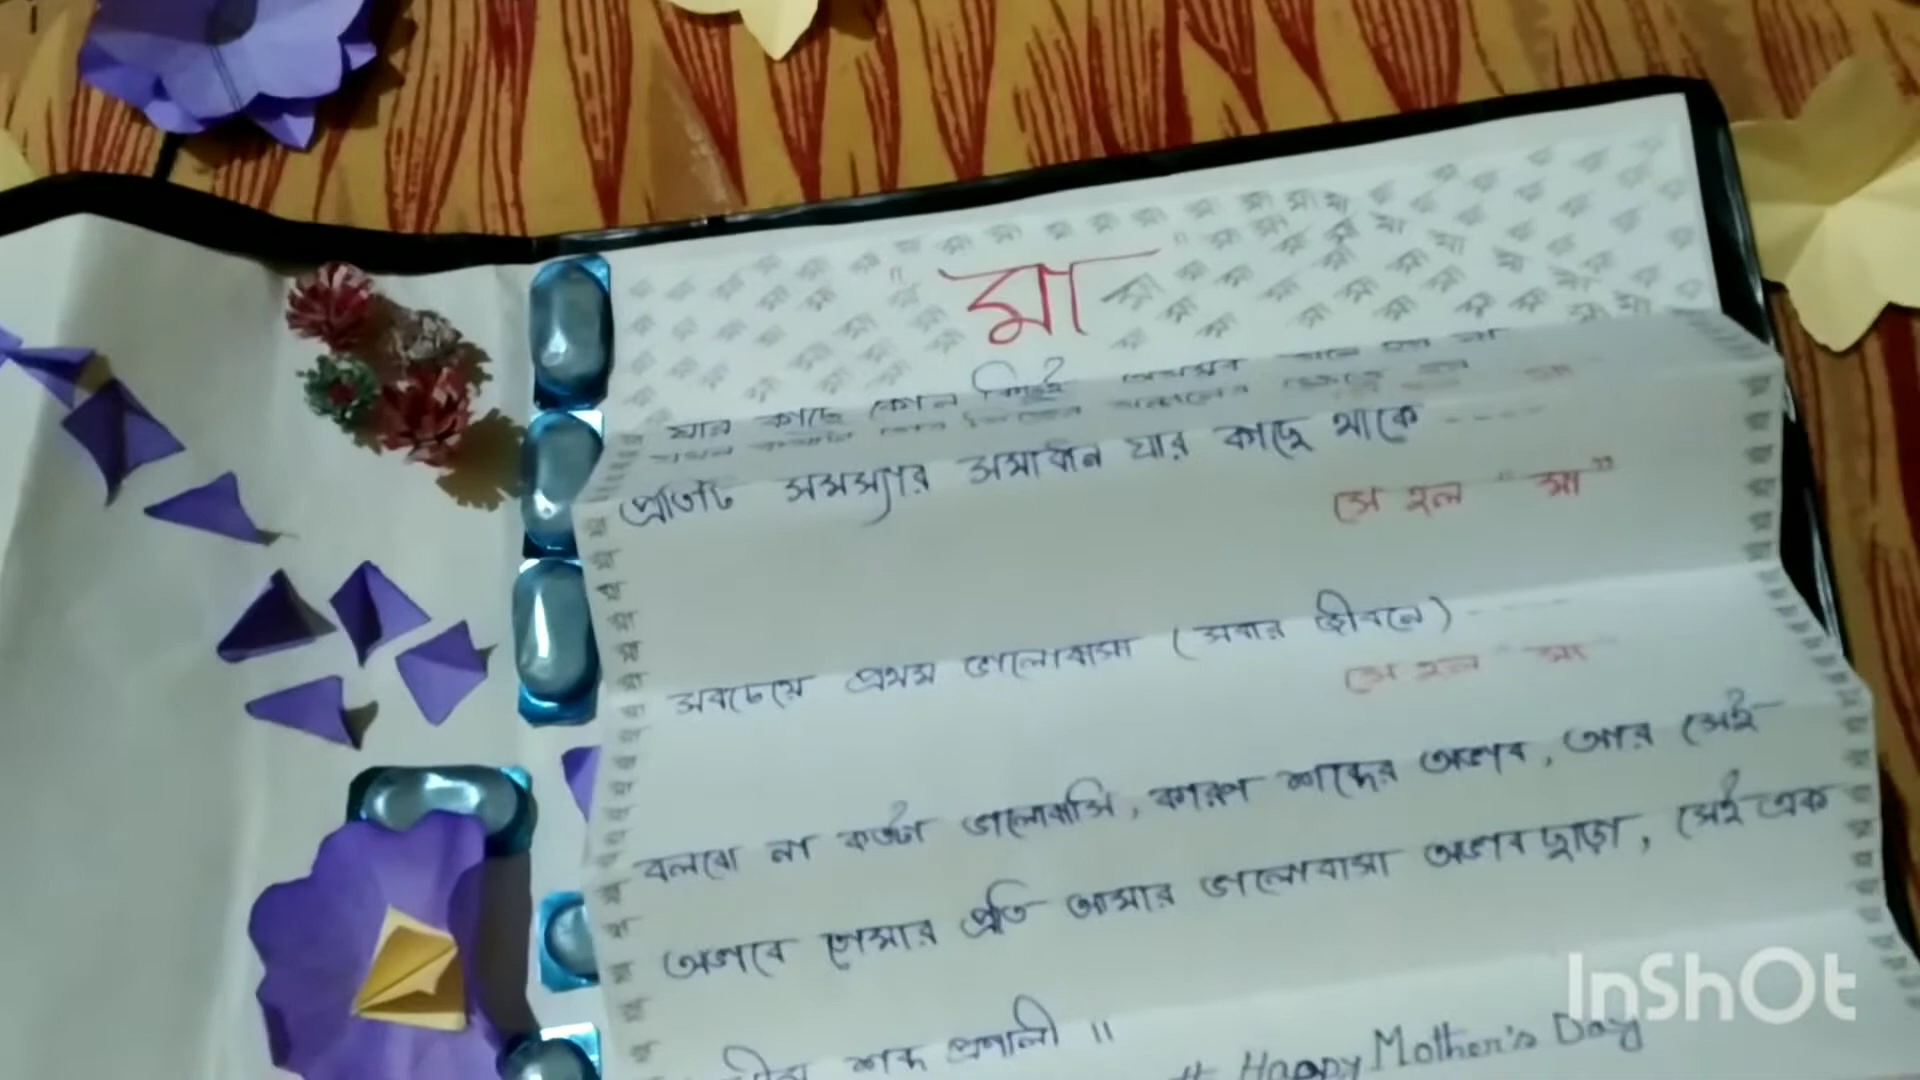 "মা"
যার কাছে কোন কিছুই
প্রতিটি সমস্যার সমাধান যার কাছে থাকে -----
সে হল "মা"
সবচেয়ে প্রথম ভালোবাসা (সবার জীবনে) -----
সে হল "মা"
বলবো না কতটা ভালোবাসি, কারণ শব্দের অভাব, আর সেই
অভাবে তোমার প্রতি আমার ভালোবাসা অভাব ছাড়া, সেই এক
শব্দ প্রণালী ॥
# Happy Mother's Day
InShOt